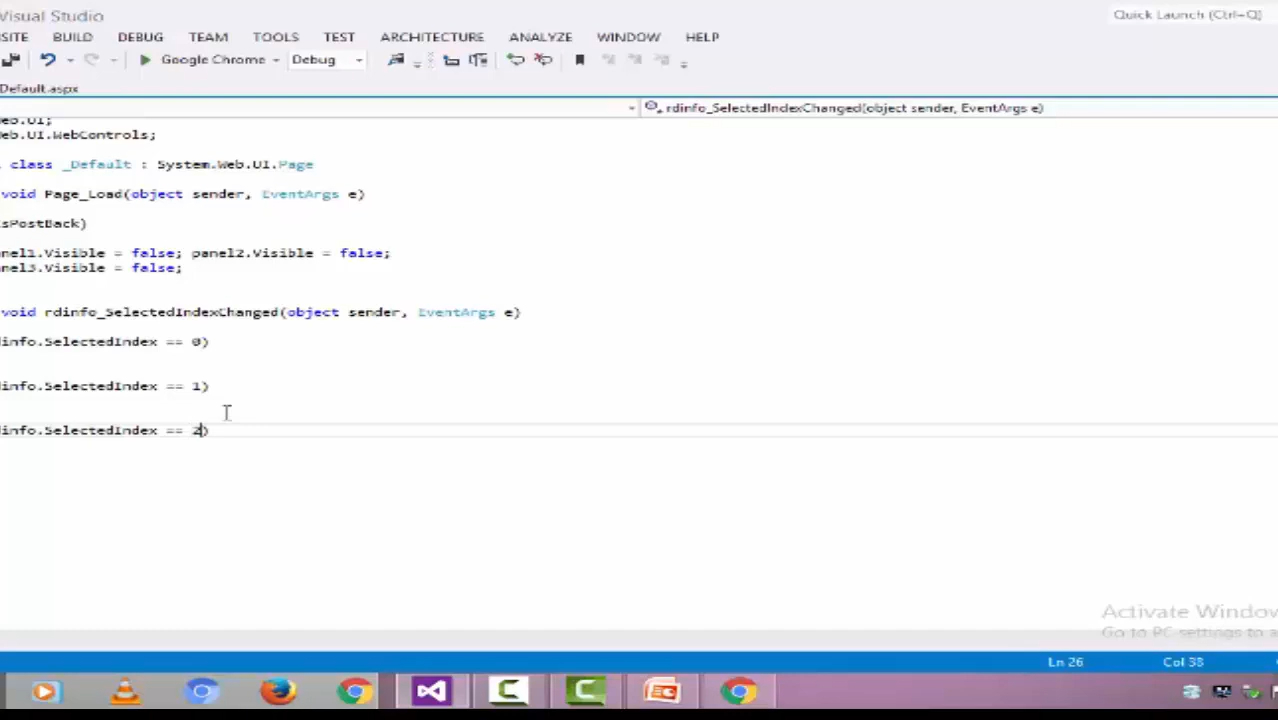 Visual Studio
Quick Launch (Ctrl+Q)
SITE BUILD DEBUG TEAM TOOLS TEST ARCHITECTURE ANALYZE WINDOW HELP
Google Chrome Debug
Default.aspx
rdinfo_SelectedIndexChanged(object sender, EventArgs e)
eb.UI;
eb.UI.WebControls;
class _Default : System.Web.UI.Page
void Page_Load(object sender, EventArgs e)
sPostBack)
nel1.Visible = false; panel2.Visible = false;
nel3.Visible = false;
void rdinfo_SelectedIndexChanged(object sender, EventArgs e)
info.SelectedIndex == 0)
info.SelectedIndex == 1)
info.SelectedIndex == 2)
Activate Window
Go to PC settings to a
Ln 26 Col 38